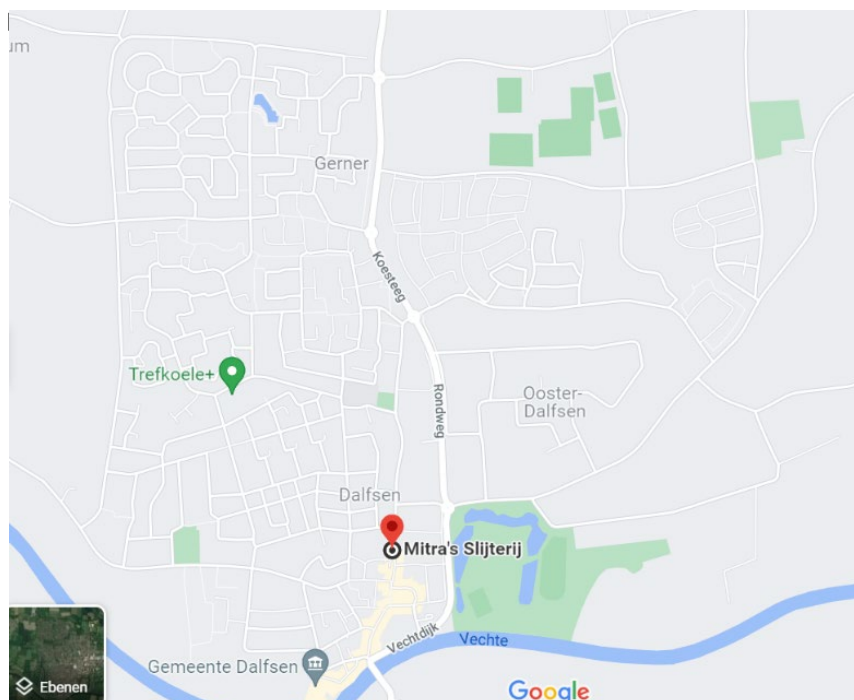 um
Gerner
Koesteeg
Trefkoele+
Rondweg
Ooster-
Dalfsen
Dalfsen
Mitra's Slijterij
Vechtdijk
Vechte
Gemeente Dalfsen
Ebenen
Google